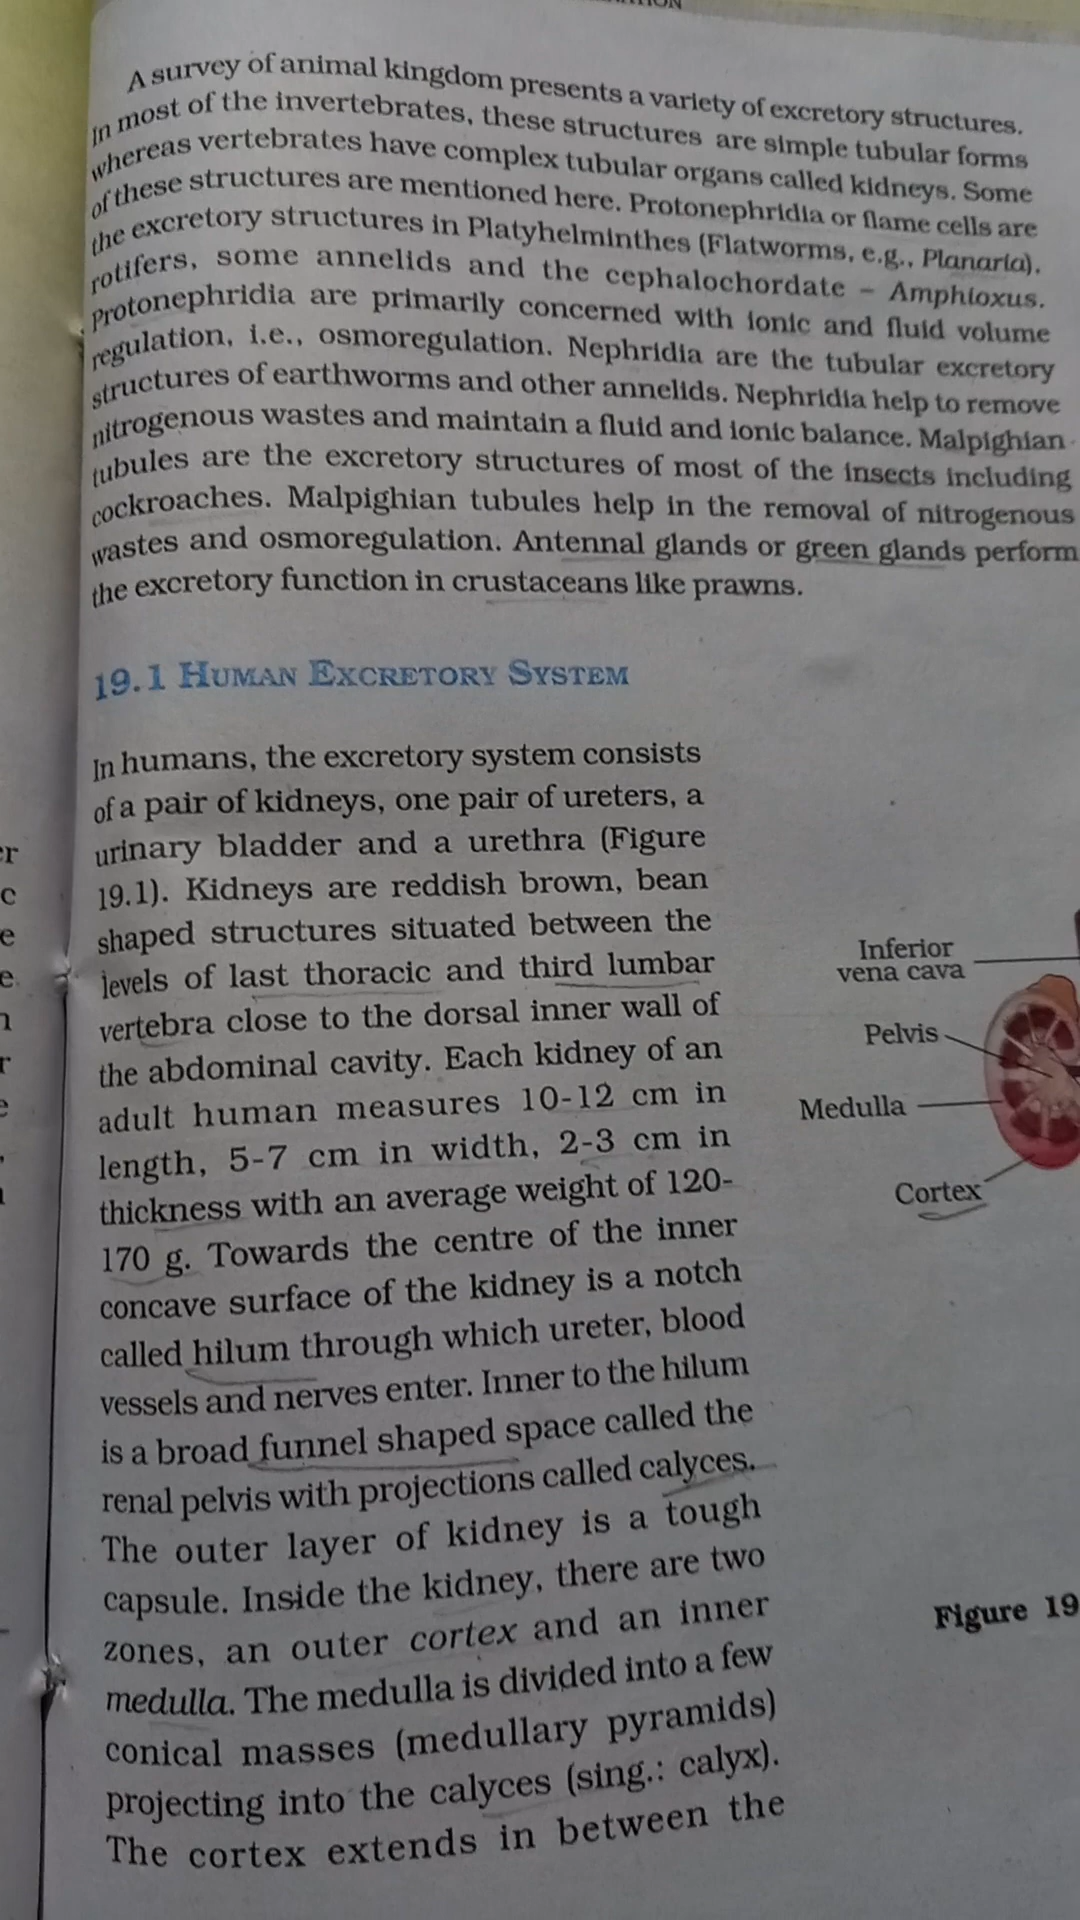 A survey of animal kingdom presents a variety of excretory structures.
In most of the invertebrates, these structures are simple tubular forms
whereas vertebrates have complex tubular organs called kidneys. Some
of these structures are mentioned here. Protonephridia or flame cells are
the excretory structures in Platyhelminthes (Flatworms, e.g., Planaria),
rotifers, some annelids and the cephalochordate – Amphioxus.
Protonephridia are primarily concerned with ionic and fluid volume
regulation, i.e., osmoregulation. Nephridia are the tubular excretory
structures of earthworms and other annelids. Nephridia help to remove
nitrogenous wastes and maintain a fluid and ionic balance. Malpighian
tubules are the excretory structures of most of the insects including
cockroaches. Malpighian tubules help in the removal of nitrogenous
wastes and osmoregulation. Antennal glands or green glands perform
the excretory function in crustaceans like prawns.
19.1 HUMAN EXCRETORY SYSTEM
In humans, the excretory system consists
of a pair of kidneys, one pair of ureters, a
urinary bladder and a urethra (Figure
19.1). Kidneys are reddish brown, bean
shaped structures situated between the
levels of last thoracic and third lumbar
vertebra close to the dorsal inner wall of
the abdominal cavity. Each kidney of an
adult human measures 10-12 cm in
length, 5-7 cm in width, 2-3 cm in
thickness with an average weight of 120-
170 g. Towards the centre of the inner
concave surface of the kidney is a notch
called hilum through which ureter, blood
vessels and nerves enter. Inner to the hilum
is a broad funnel shaped space called the
renal pelvis with projections called calyces.
The outer layer of kidney is a tough
capsule. Inside the kidney, there are two
zones, an outer cortex and an inner
medulla. The medulla is divided into a few
conical masses (medullary pyramids)
projecting into the calyces (sing.: calyx).
The cortex extends in between the
Inferior
vena cava
Pelvis
Medulla
Cortex
Figure 19